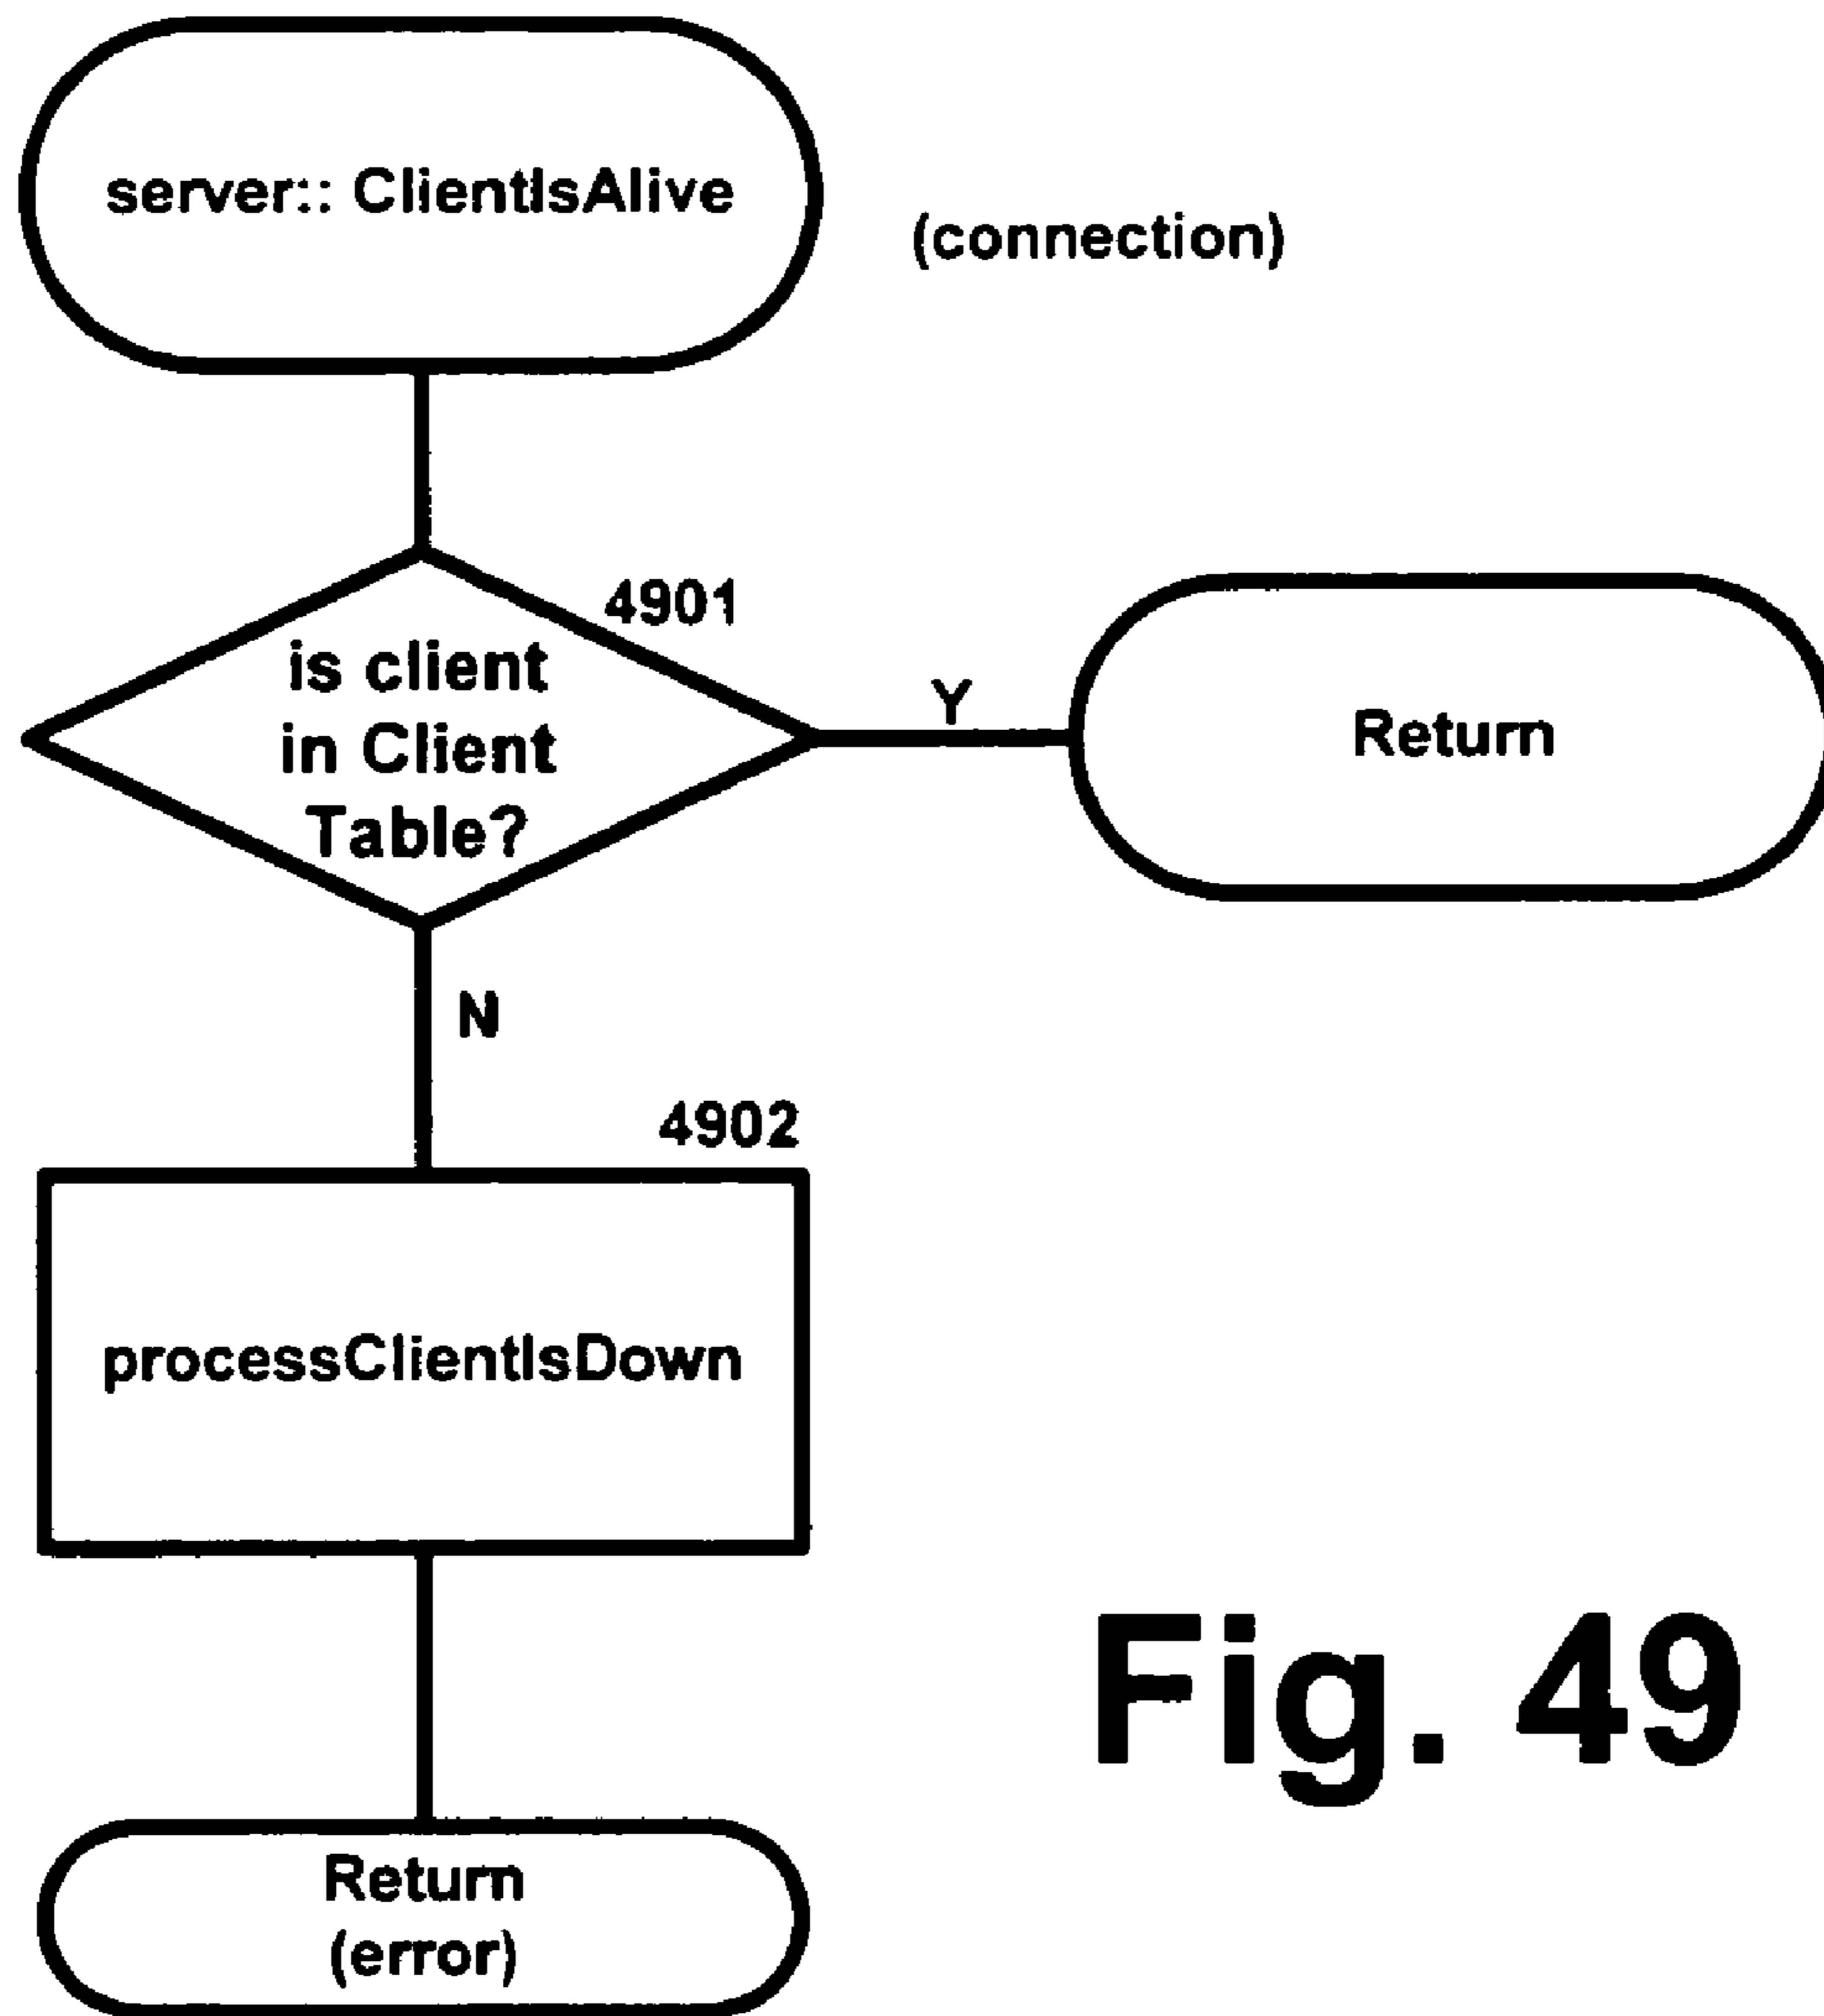 server:: ClientIsAlive
(connection)
4901
is client
in Client
Table?
Y
Return
N
4902
processClientIsDown
Return
(error)
Fig. 49